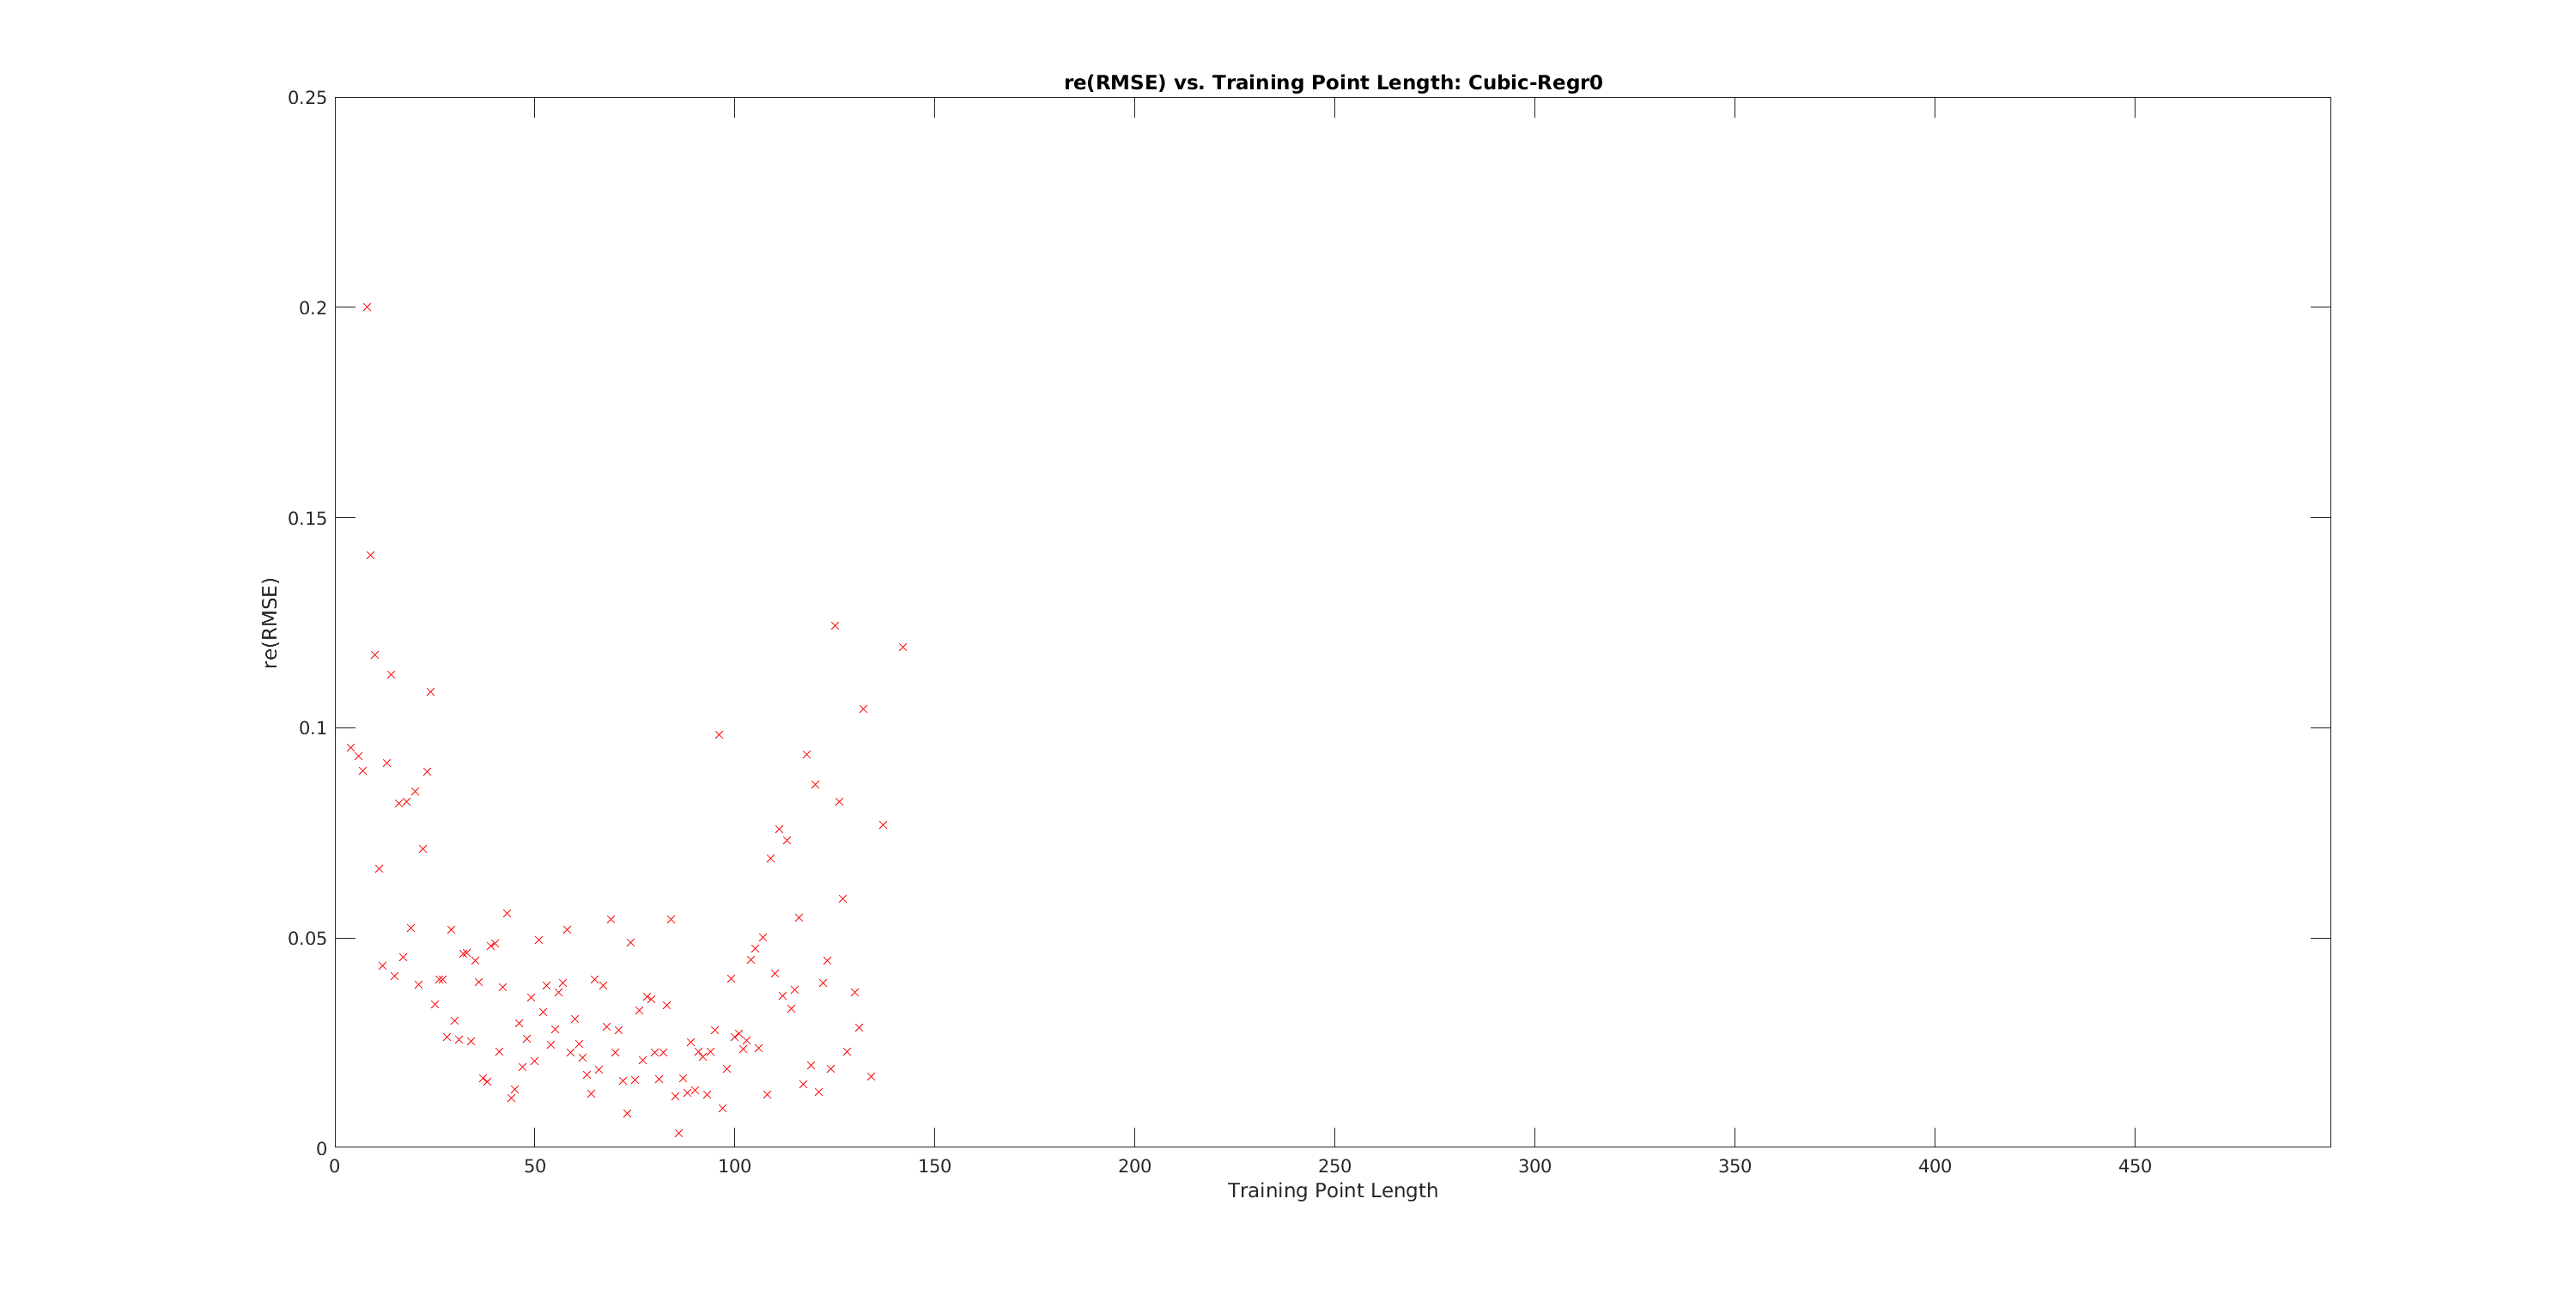 re(RMSE) vs. Training Point Length: Cubic-Regr0
0.25
0.2
0.15
0.1
0.05
0
re(RMSE)
0 50 100 150 200 250 300 350 400 450
Training Point Length